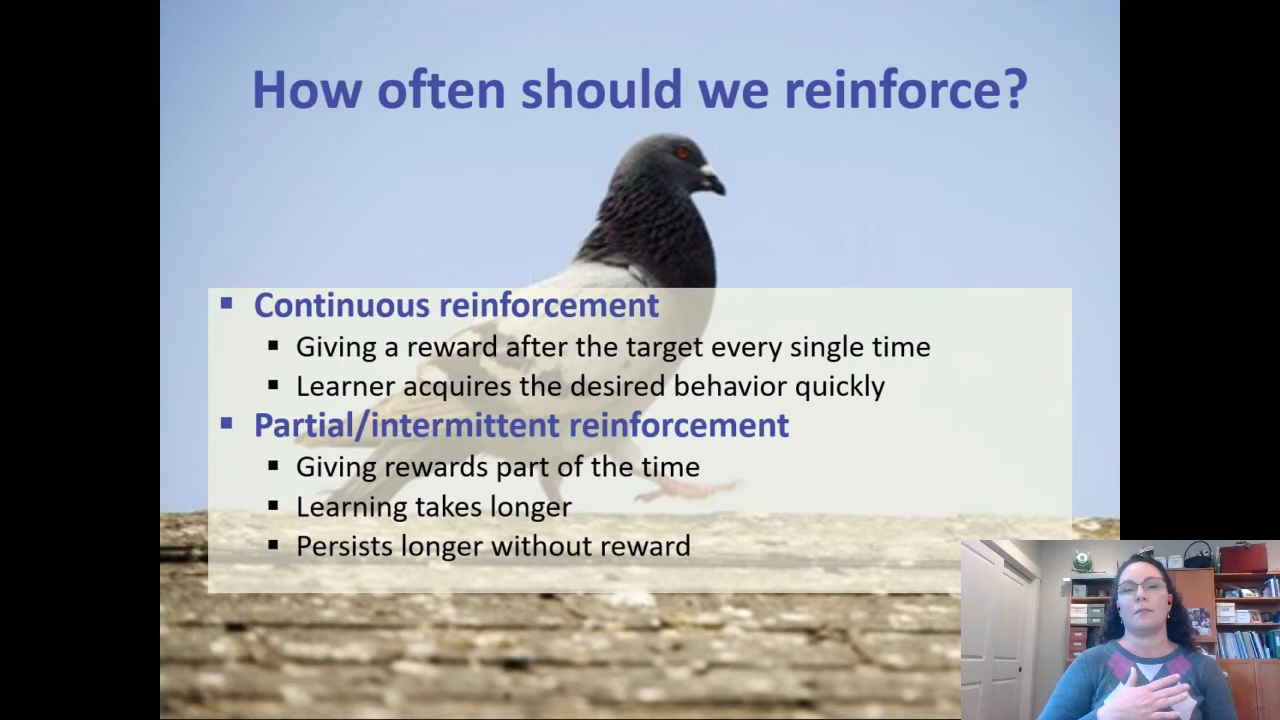 How often should we reinforce?
▪ Continuous reinforcement
▪ Giving a reward after the target every single time
▪ Learner acquires the desired behavior quickly
▪ Partial/intermittent reinforcement
▪ Giving rewards part of the time
▪ Learning takes longer
▪ Persists longer without reward